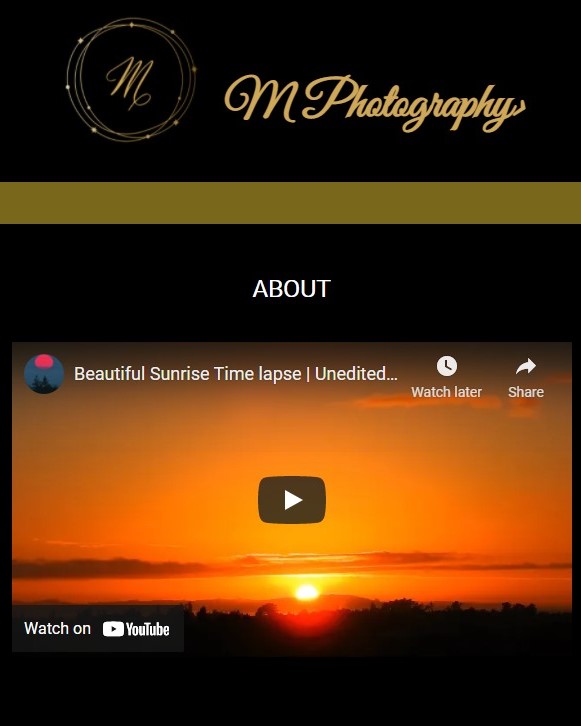 M
M Photography
ABOUT
Beautiful Sunrise Time lapse | Unedited...
Watch later
Share
Watch on YouTube